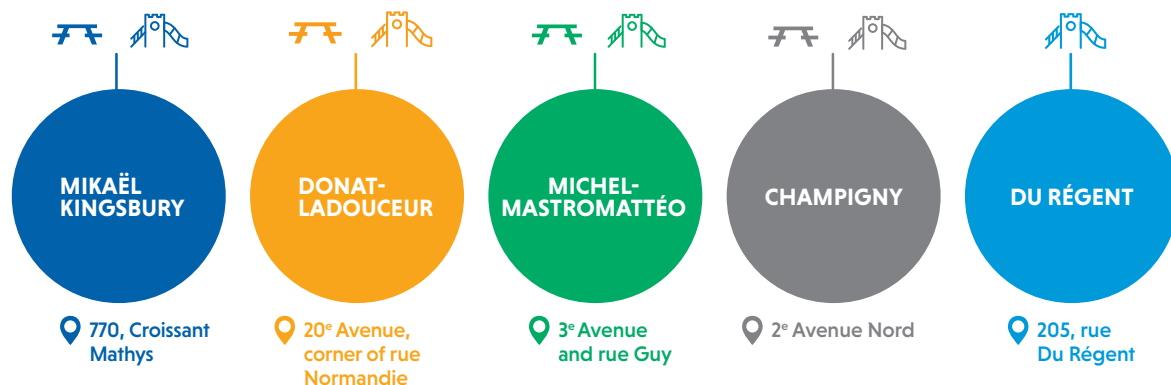 MIKAËL
KINGSBURY
DONAT-
LADOUCEUR
MICHEL-
MASTROMATTÉO
CHAMPIGNY
DU RÉGENT
770, Croissant
Mathys
20e Avenue,
corner of rue
Normandie
3e Avenue
and rue Guy
2e Avenue Nord
205, rue
Du Régent